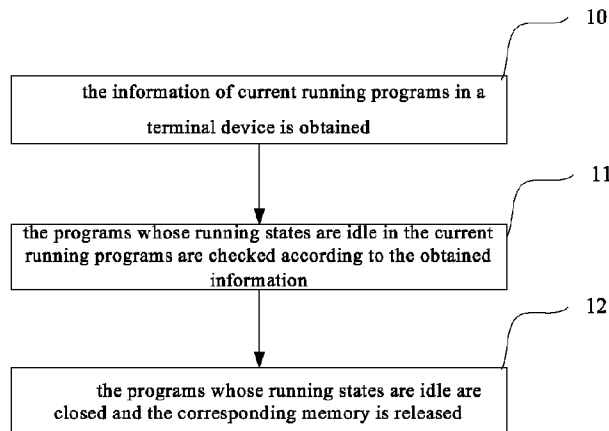 10
the information of current running programs in a
terminal device is obtained
11
the programs whose running states are idle in the current
running programs are checked according to the obtained
information
12
the programs whose running states are idle are
closed and the corresponding memory is released